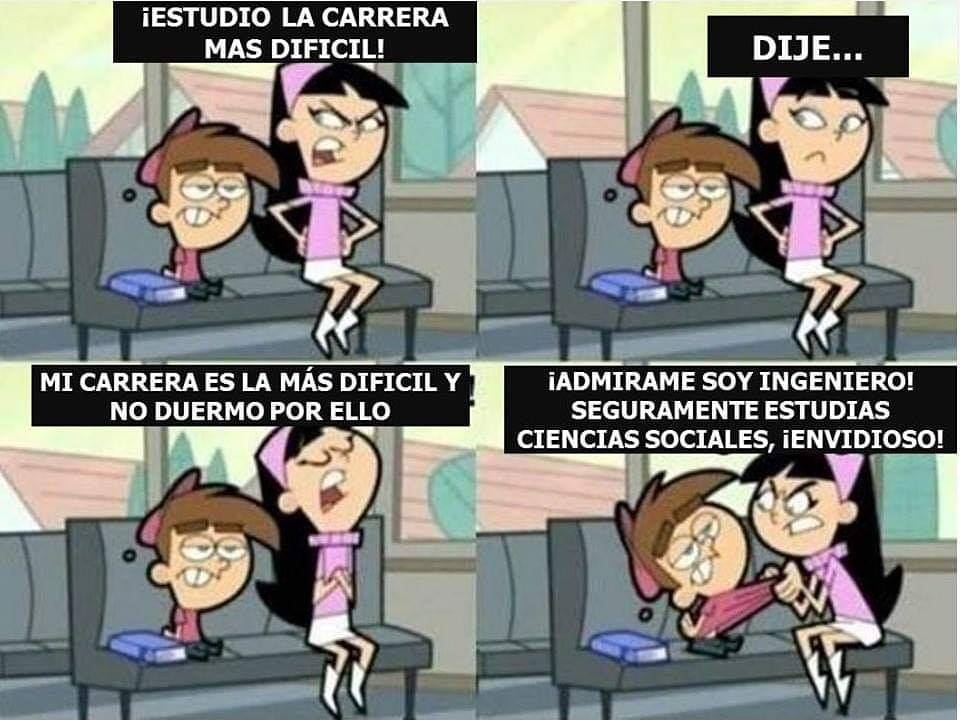 ¡ESTUDIO LA CARRERA
MAS DIFICIL!
DIJE...
MI CARRERA ES LA MÁS DIFICIL Y
NO DUERMO POR ELLO
¡ADMIRAME SOY INGENIERO!
SEGURAMENTE ESTUDIAS
CIENCIAS SOCIALES, ¡ENVIDIOSO!